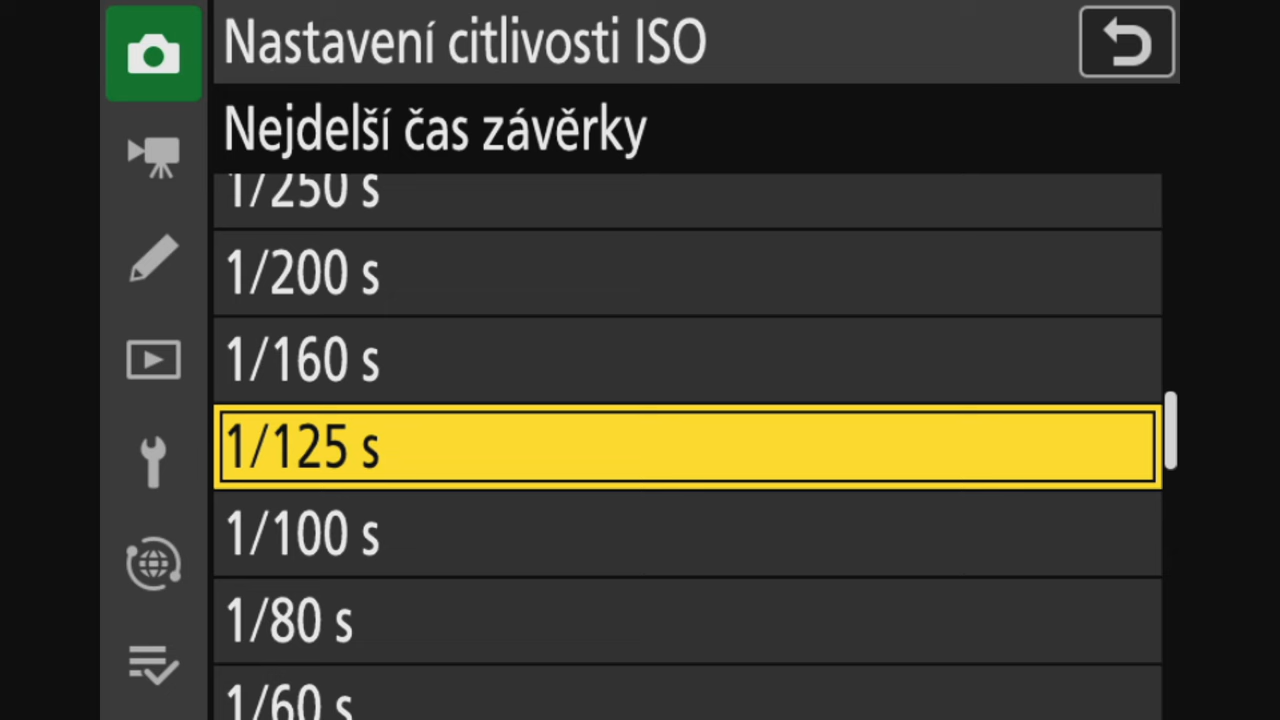 Nastavení citlivosti ISO
Nejdelší čas závěrky
1/250 s
1/200 s
1/160 s
1/125 s
1/100 s
1/80 s
1/60 s